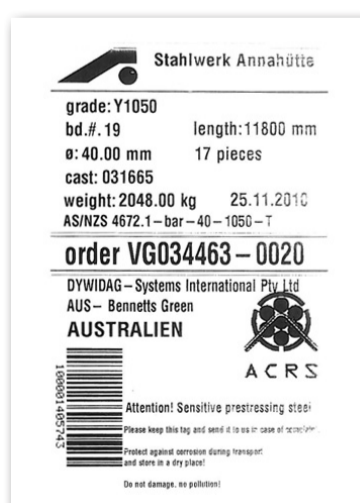 Stahlwerk Annahütte
grade: Y1050
bd.#. 19 length: 11800 mm
ø: 40.00 mm 17 pieces
cast: 031665
weight: 2048.00 kg 25.11.2010
AS/NZS 4672.1-bar-40-1050-T
order VG034463-0020
DYWIDAG-Systems International Pty Ltd
AUS- Bennetts Green
AUSTRALIEN
ACRS
100001405743
Attention! Sensitive prestressing steel
Please keep this tag and send it to us in case of
Protect against corrosion during transport
and store in a dry place!
Do not damage, no pollution!